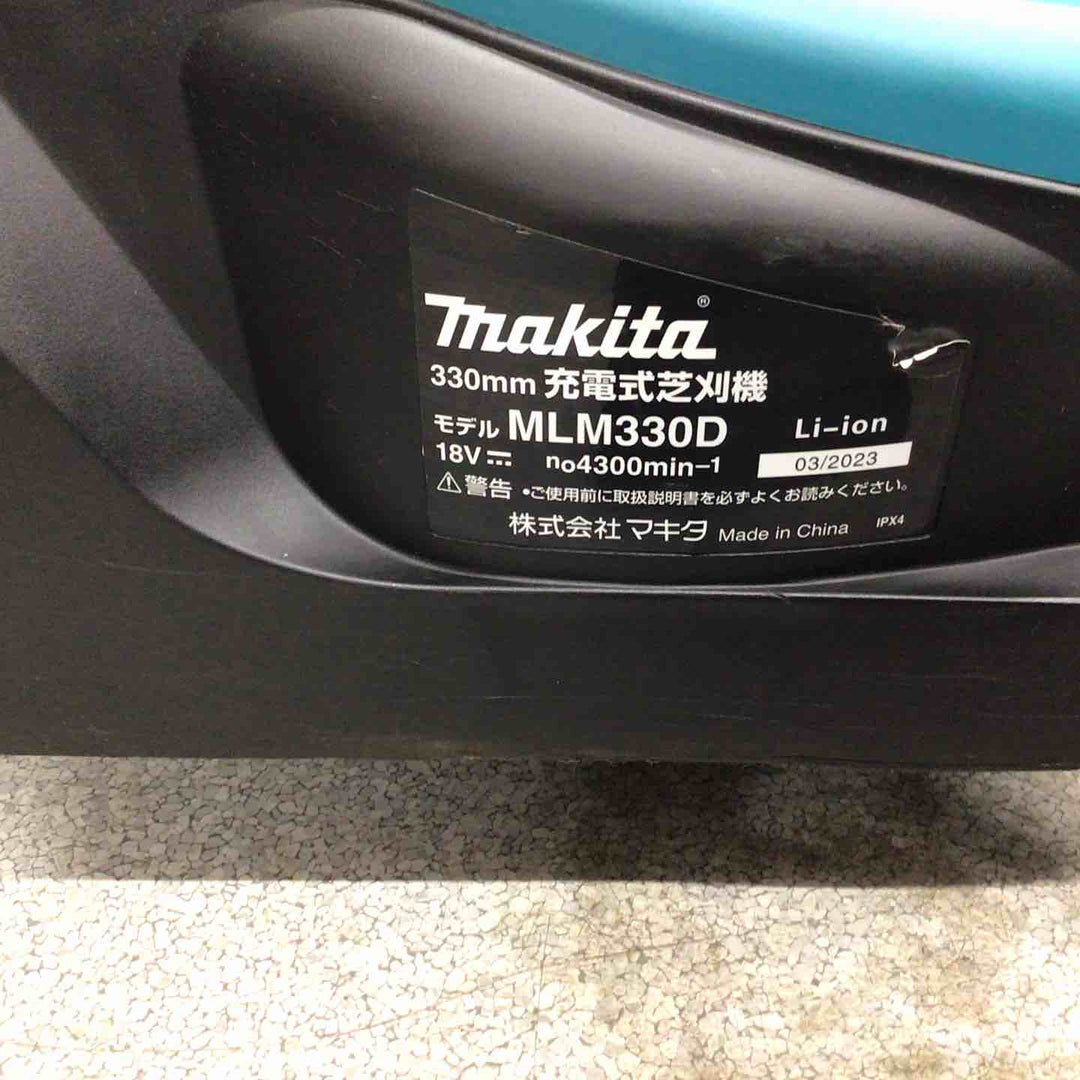 makita®
330mm 充電式芝刈機
モデル MLM330D Li-ion
18V⎓ no4300min-1 03/2023
⚠警告 •ご使用前に取扱説明書を必ずよくお読みください。
株式会社 マキタ Made in China IPX4